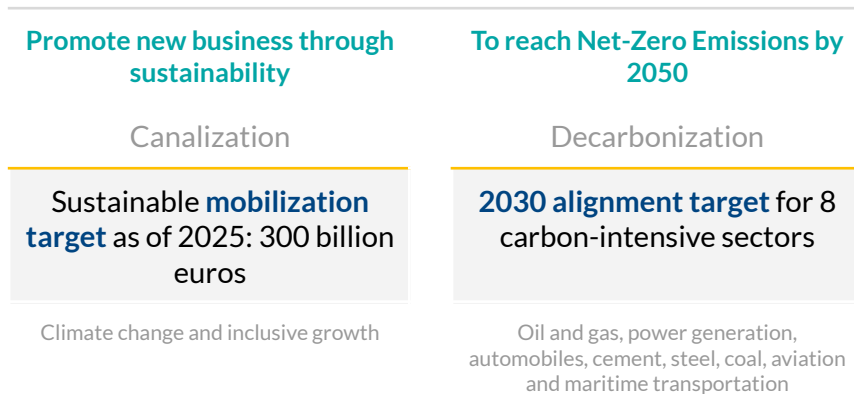 Promote new business through
sustainability
Canalization
Sustainable mobilization
target as of 2025: 300 billion
euros
Climate change and inclusive growth
To reach Net-Zero Emissions by
2050
Decarbonization
2030 alignment target for 8
carbon-intensive sectors
Oil and gas, power generation,
automobiles, cement, steel, coal, aviation
and maritime transportation